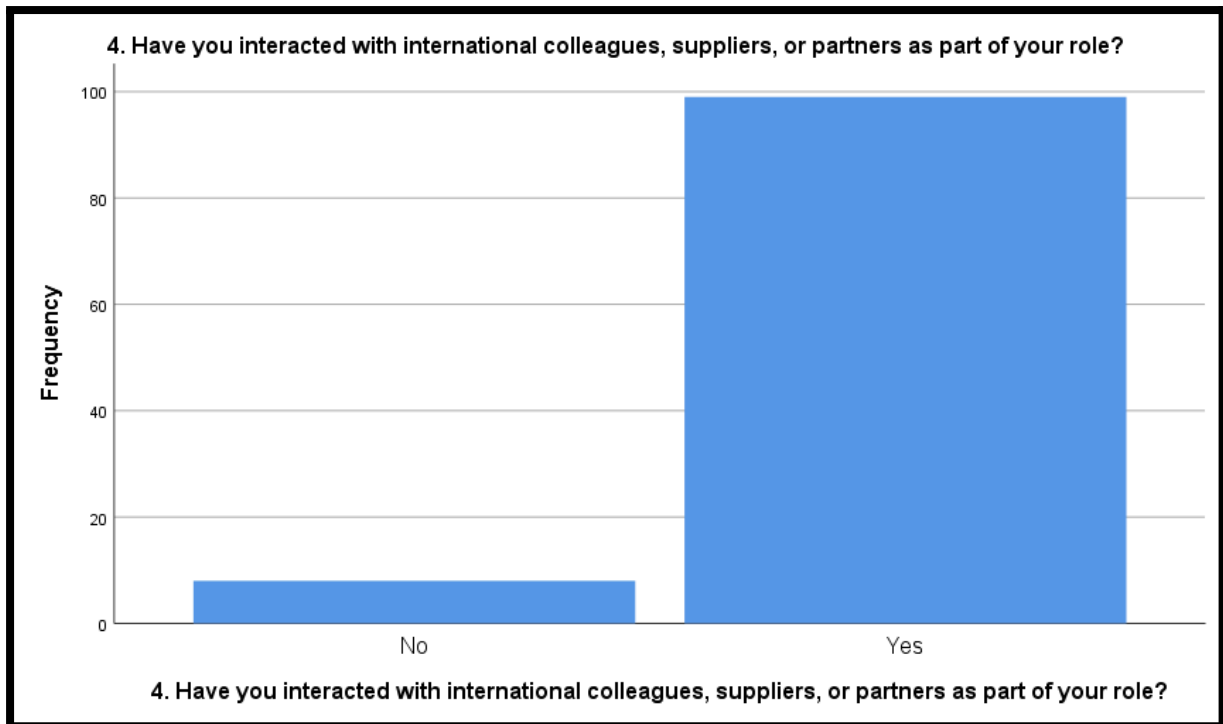 4. Have you interacted with international colleagues, suppliers, or partners as part of your role?
100
80
60
40
20
0
Frequency
No Yes
4. Have you interacted with international colleagues, suppliers, or partners as part of your role?